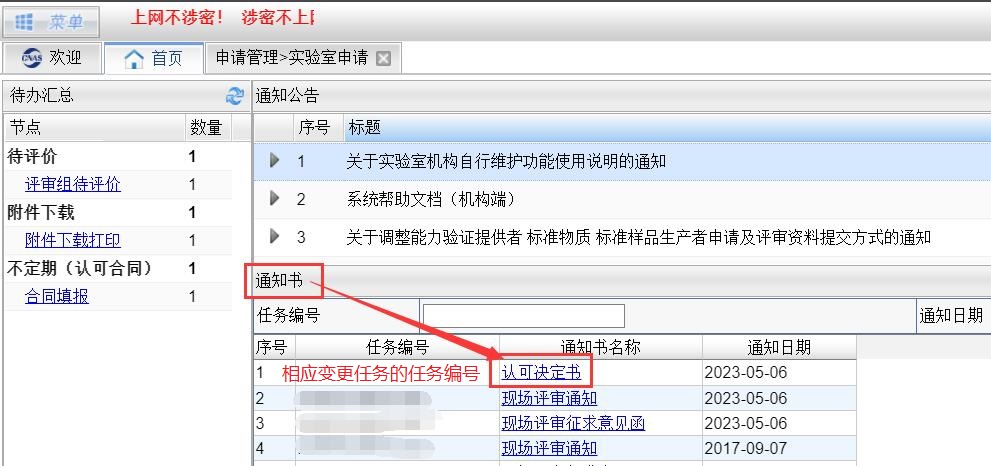 菜单 上网不涉密！ 涉密不上
CNAS 欢迎 首页 申请管理>实验室申请
待办汇总 通知公告
节点 数量 序号 标题
待评价 1
评审组待评价 1
附件下载 1
附件下载打印 1
不定期（认可合同） 1
合同填报 1
1 关于实验室机构自行维护功能使用说明的通知
2 系统帮助文档（机构端）
3 关于调整能力验证提供者 标准物质 标准样品生产者申请及评审资料提交方式的通知
通知书
任务编号 通知日期
序号 任务编号 通知书名称 通知日期
1 相应变更任务的任务编号 认可决定书 2023-05-06
2 现场评审通知 2023-05-06
3 现场评审征求意见函 2023-05-06
4 现场评审通知 2017-09-07